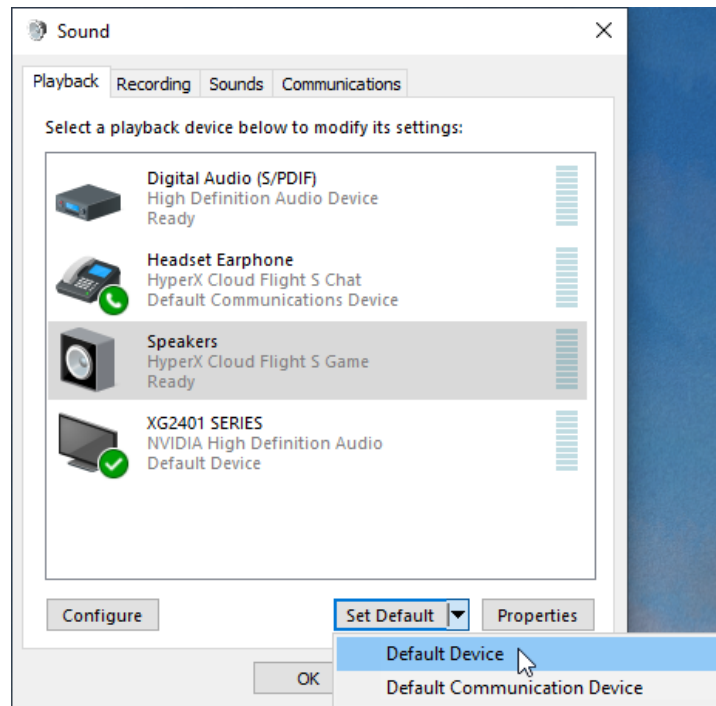 Sound
Playback Recording Sounds Communications
Select a playback device below to modify its settings:
Digital Audio (S/PDIF)
High Definition Audio Device
Ready
Headset Earphone
HyperX Cloud Flight S Chat
Default Communications Device
Speakers
HyperX Cloud Flight S Game
Ready
XG2401 SERIES
NVIDIA High Definition Audio
Default Device
Configure Set Default Properties
Default Device
OK
Default Communication Device